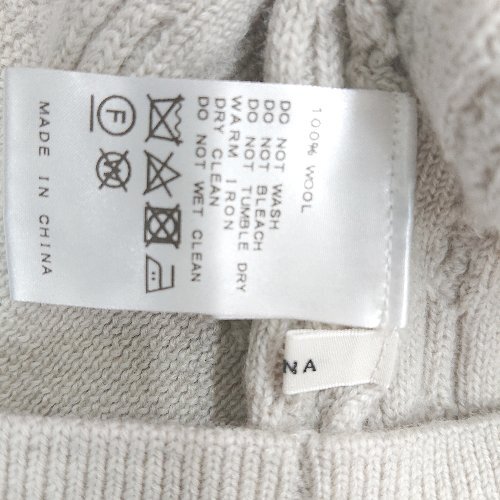 100% WOOL
DO NOT WASH
DO NOT BLEACH
DO NOT TUMBLE DRY
WARM IRON
DRY CLEAN
DO NOT WET CLEAN
F
W
MADE IN CHINA